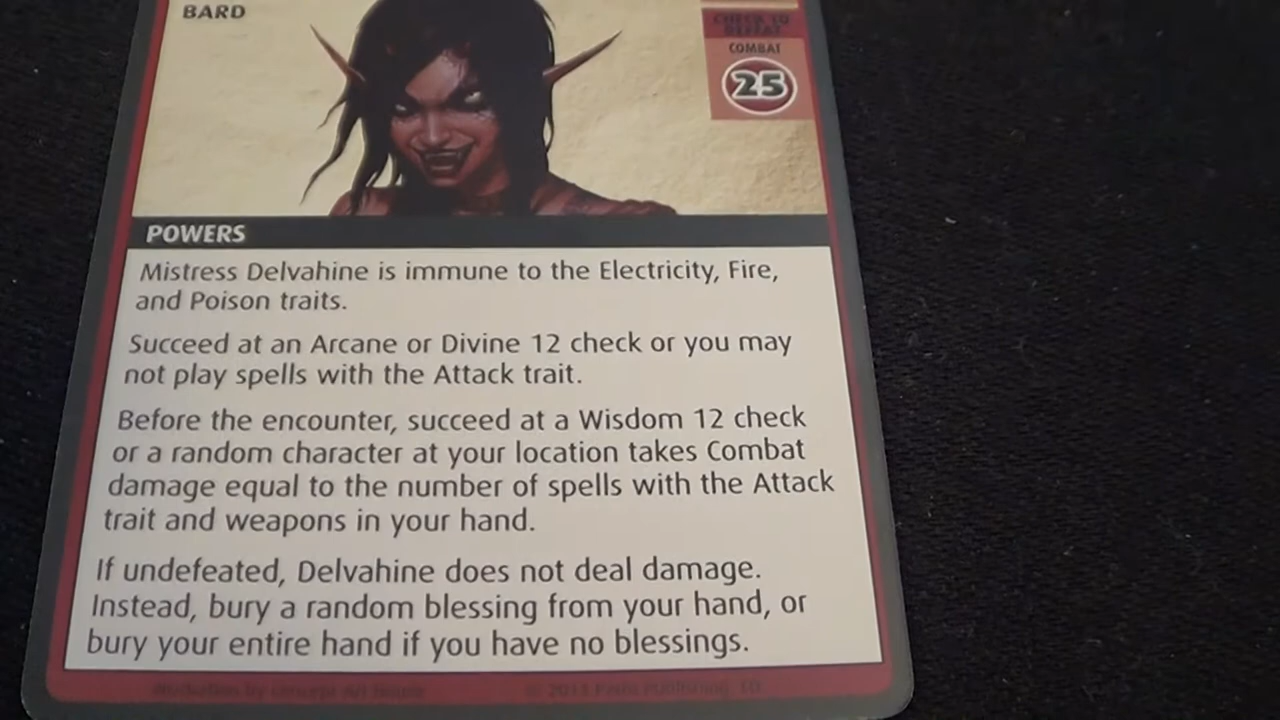 BARD
CHECK TO
DEFEAT
COMBAT
25
POWERS
Mistress Delvahine is immune to the Electricity, Fire,
and Poison traits.
Succeed at an Arcane or Divine 12 check or you may
not play spells with the Attack trait.
Before the encounter, succeed at a Wisdom 12 check
or a random character at your location takes Combat
damage equal to the number of spells with the Attack
trait and weapons in your hand.
If undefeated, Delvahine does not deal damage.
Instead, bury a random blessing from your hand, or
bury your entire hand if you have no blessings.